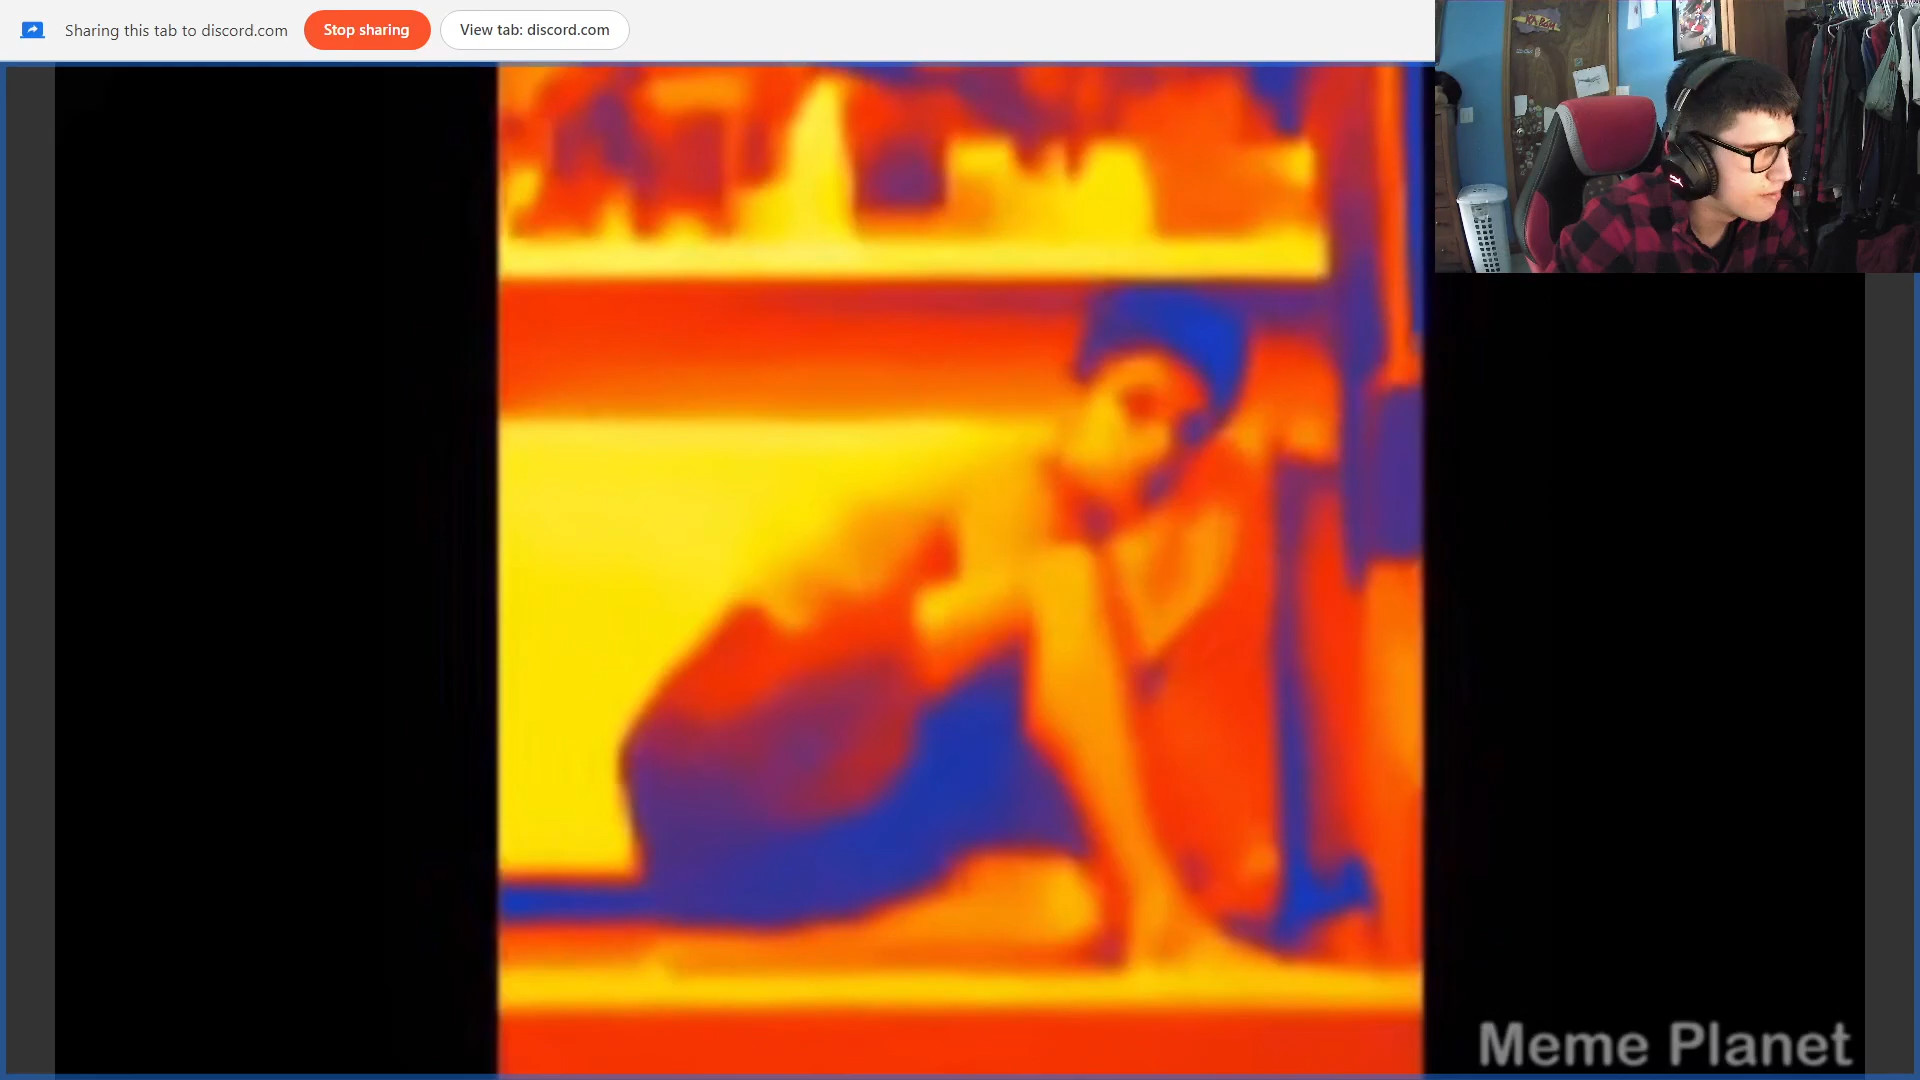 Sharing this tab to discord.com
Stop sharing
View tab: discord.com
Meme Planet